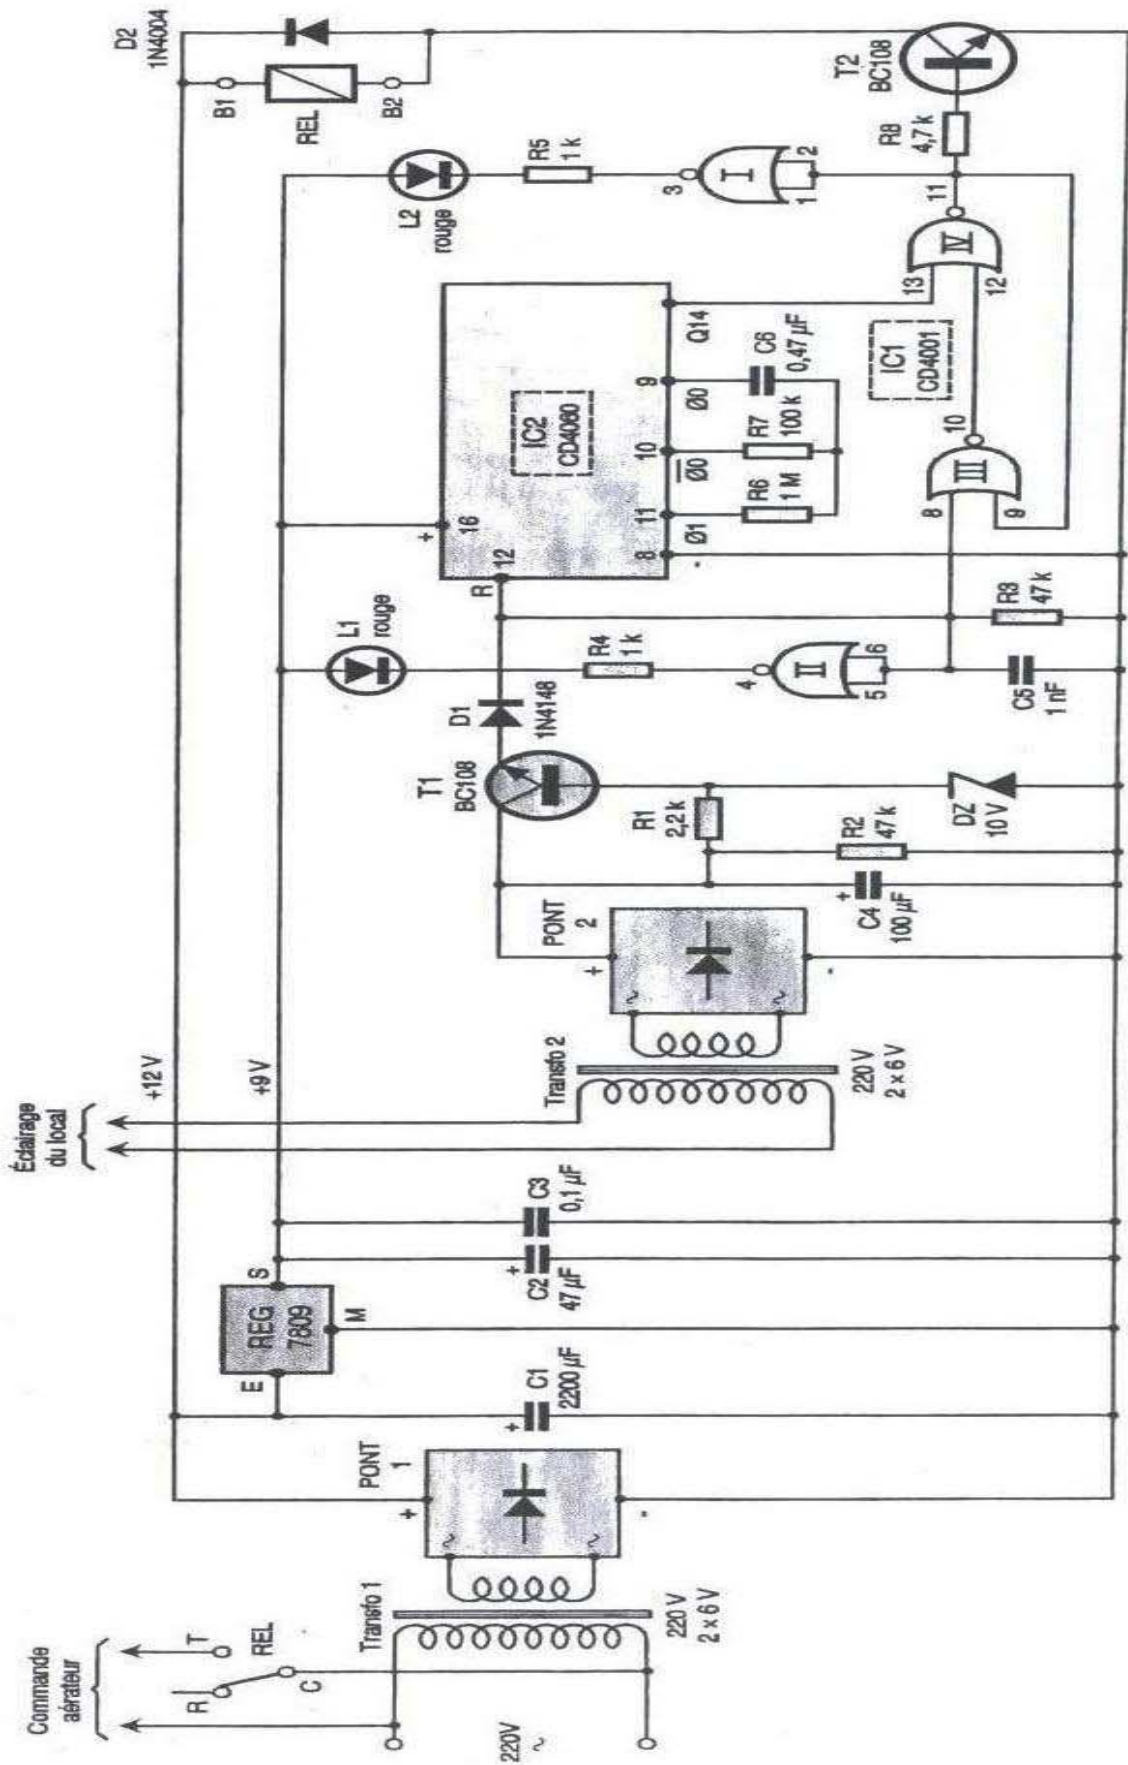 Commande
aérateur
Éclairage
du local
+12 V
+9 V
D2
1N4004
B1
REL
B2
R
T
REL
C
220V
~
Transfo 1
220 V
2 x 6 V
PONT
1
+
~
~
-
E
REG
7809
S
M
+
C1
2200 µF
+
C2
47 µF
C3
0,1 µF
Transfo 2
220 V
2 x 6 V
PONT
2
+
~
~
-
+
C4
100 µF
R2
47 k
R1
2,2 k
DZ
10 V
T1
BC108
D1
1N4148
L1
rouge
R4
1 k
4
II
5
6
C5
1 nF
R3
47 k
R
12
+
16
IC2
CD4060
8
11
10
9
Q14
Ø1
Ø0
Ø0
R6
1 M
R7
100 k
C6
0,47 µF
L2
rouge
R5
1 k
3
I
1
2
IC1
CD4001
8
9
III
10
13
12
IV
11
R8
4,7 k
T2
BC108